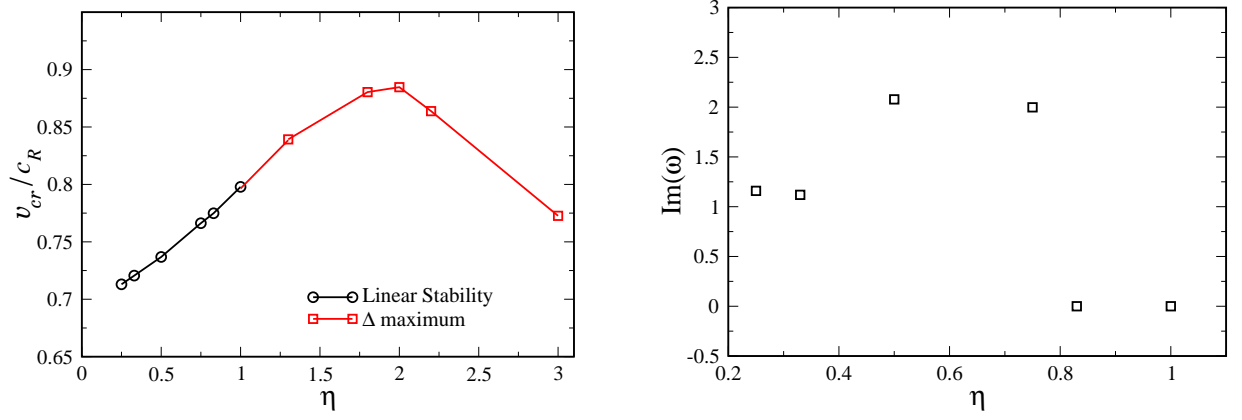 0.9
0.85
0.8
0.75
0.7
0.65
v_cr/c_R
0 0.5 1 1.5 2 2.5 3
η
Linear Stability
Δ maximum
3
2.5
2
1.5
1
0.5
0
-0.5
Im(ω)
0.2 0.4 0.6 0.8 1
η